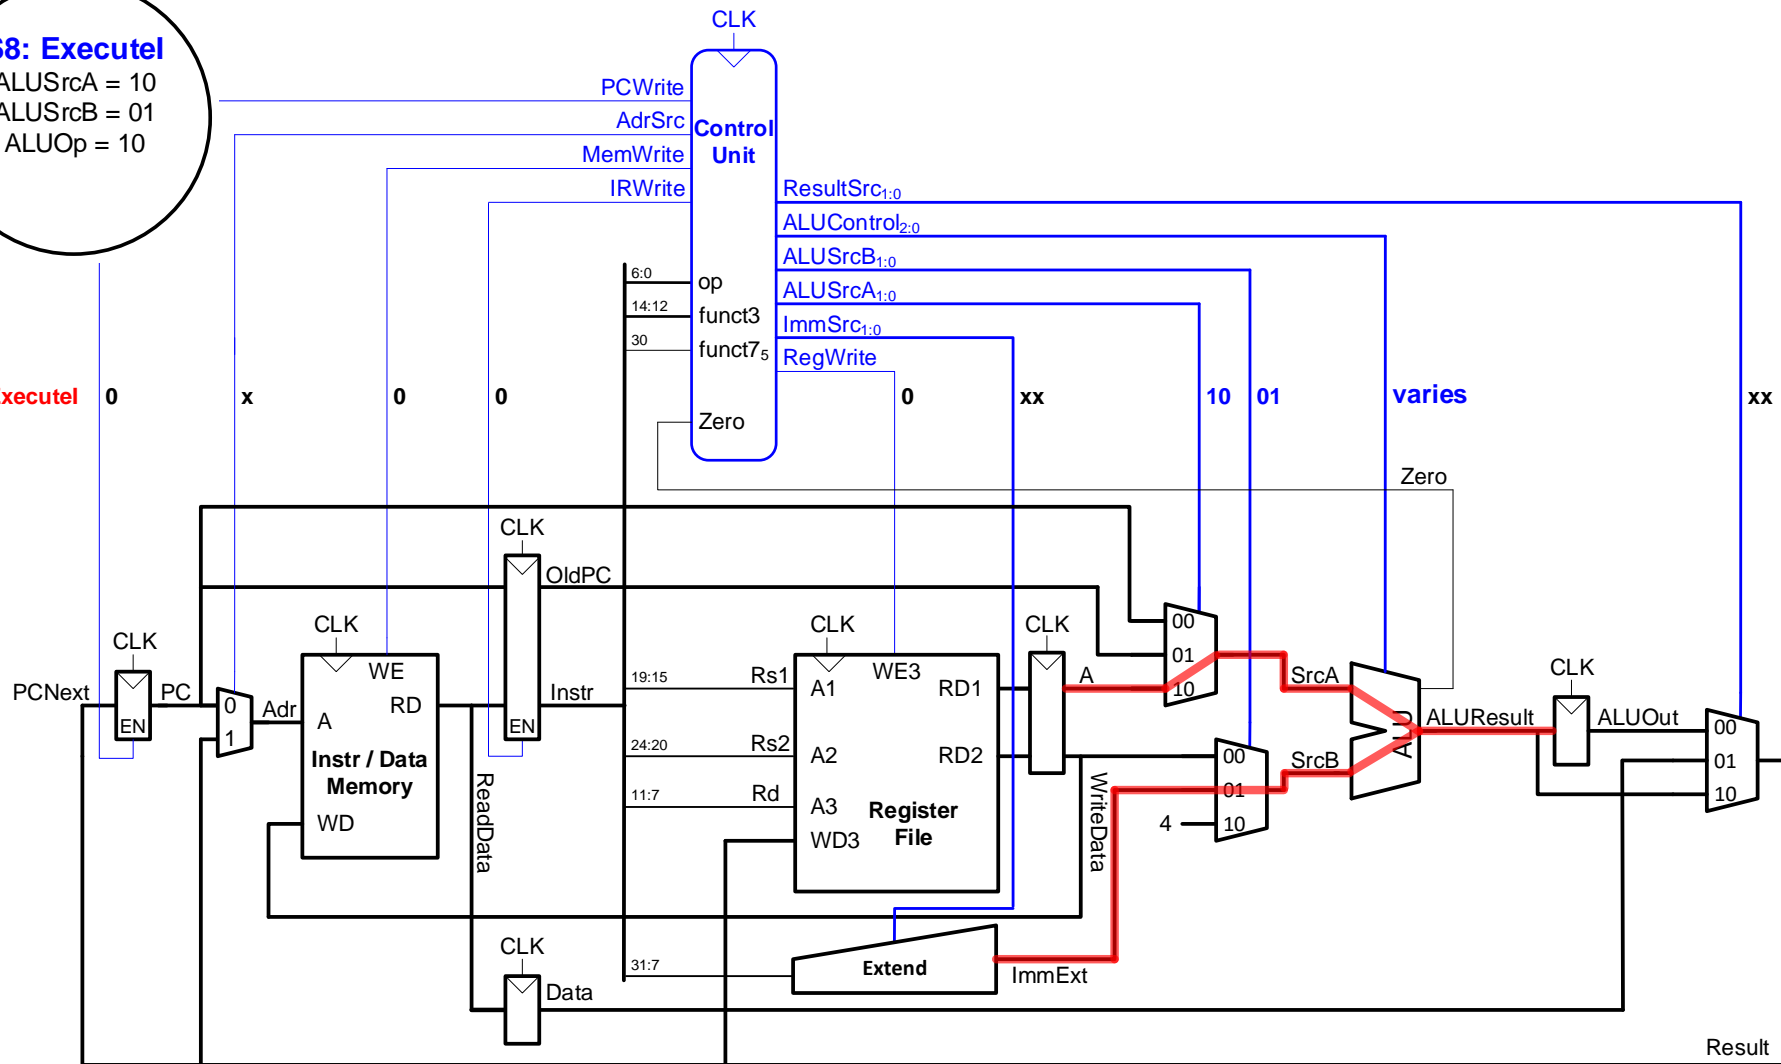 CLK
S8: ExecuteI
ALUSrcA = 10
ALUSrcB = 01
ALUOp = 10
PCWrite
AdrSrc
MemWrite
IRWrite
Control
Unit
ResultSrc1:0
ALUControl2:0
ALUSrcB1:0
ALUSrcA1:0
ImmSrc1:0
RegWrite
6:0
op
14:12
funct3
30
funct75
Zero
ExecuteI
0
x
0
0
0
xx
10
01
varies
xx
Zero
CLK
OldPC
CLK
PCNext
EN
PC
0
1
Adr
CLK
WE
A
RD
Instr / Data
Memory
WD
EN
Instr
ReadData
19:15
Rs1
24:20
Rs2
11:7
Rd
CLK
WE3
A1
RD1
A2
RD2
A3
WD3
Register
File
CLK
A
WriteData
00
01
10
SrcA
00
01
10
4
SrcB
ALU
ALUResult
CLK
ALUOut
00
01
10
31:7
Extend
ImmExt
CLK
Data
Result